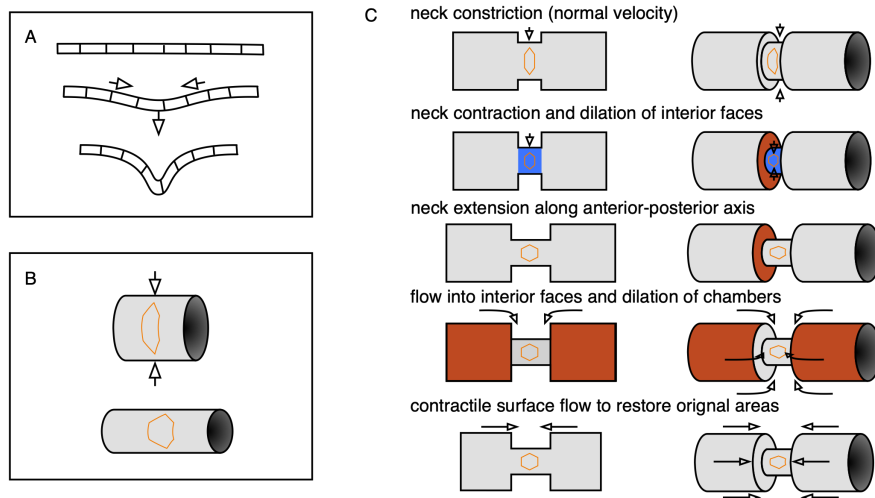 A
B
C
neck constriction (normal velocity)
neck contraction and dilation of interior faces
neck extension along anterior-posterior axis
flow into interior faces and dilation of chambers
contractile surface flow to restore orignal areas